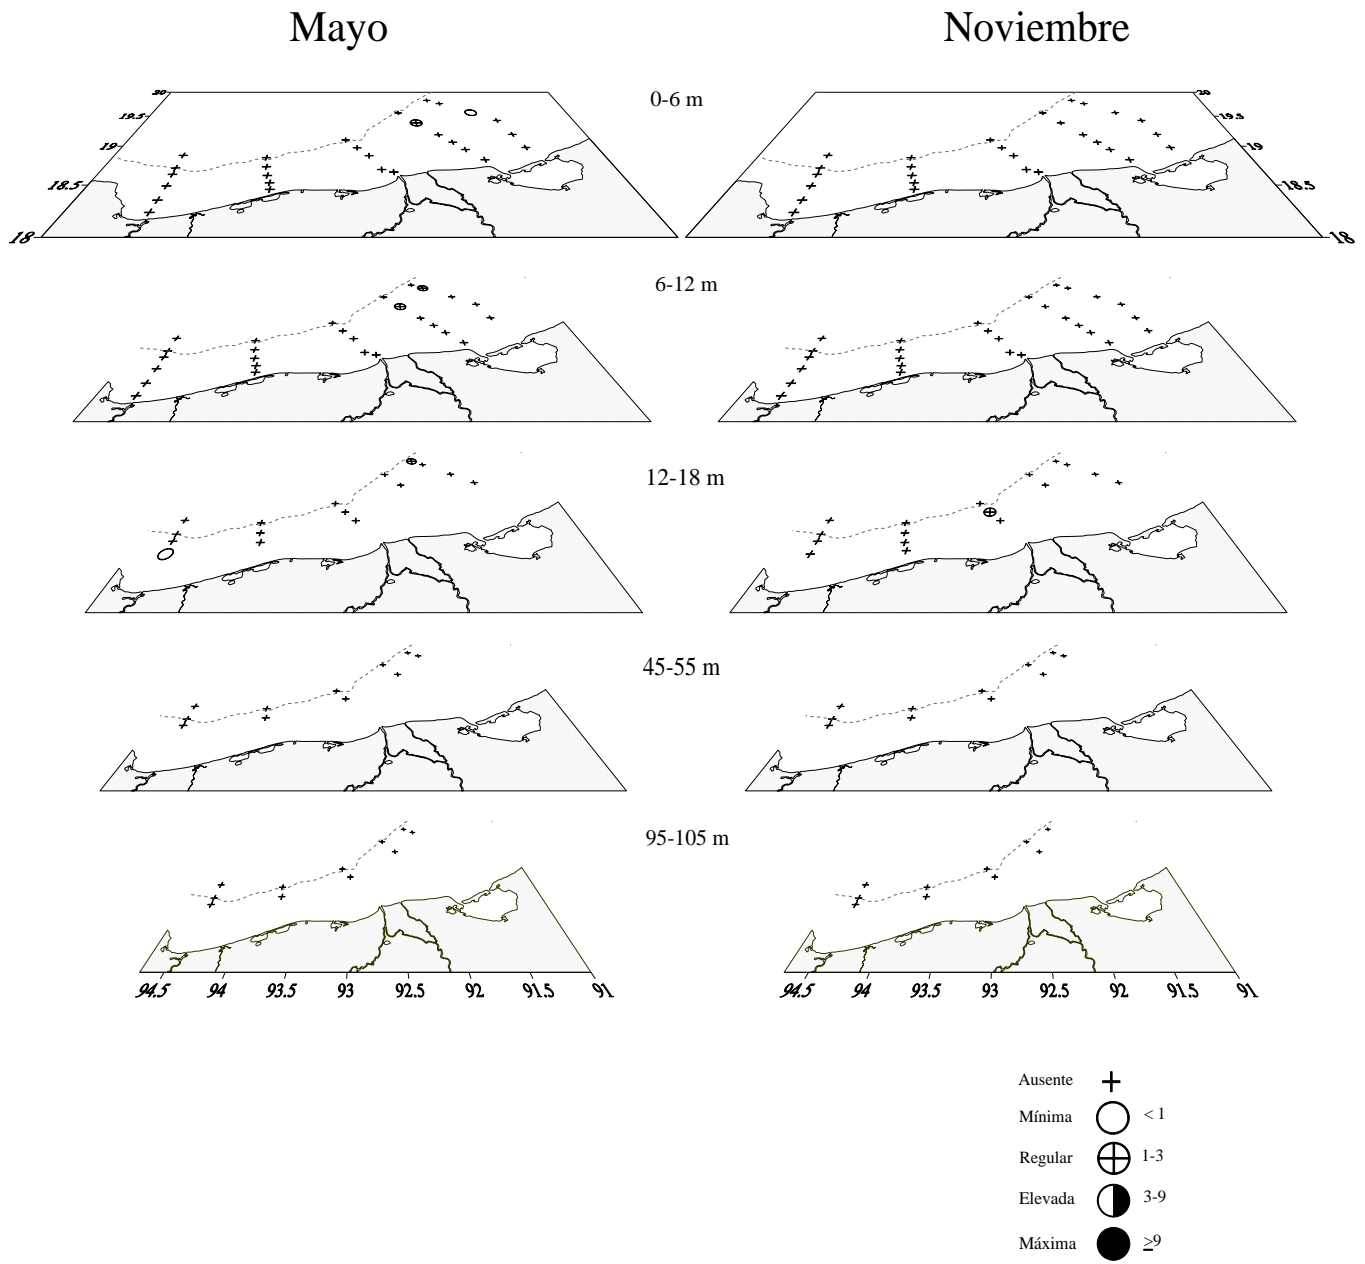 Mayo Noviembre
0-6 m
20 20
19.5 19.5
19 19
18.5 18.5
18 18
6-12 m
12-18 m
45-55 m
95-105 m
94.5 94 93.5 93 92.5 92 91.5 91 94.5 94 93.5 93 92.5 92 91.5 91
Ausente
Mínima < 1
Regular 1-3
Elevada 3-9
Máxima ≥9